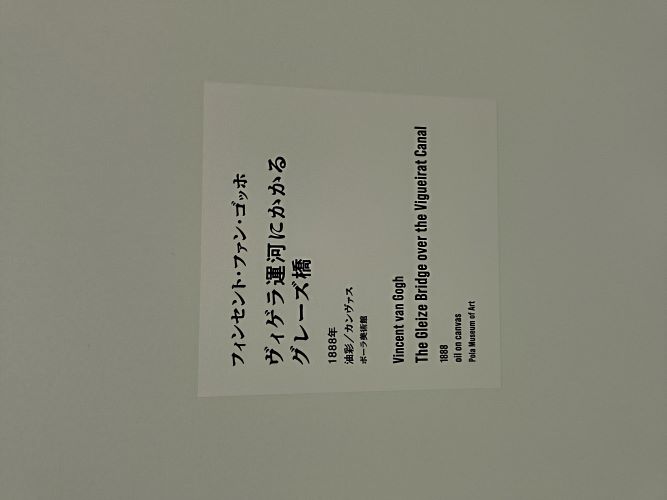 フィンセント・ファン・ゴッホ
ヴィゲラ運河にかかる
グレーズ橋
1888年
油彩／カンヴァス
ポーラ美術館
Vincent van Gogh
The Gleize Bridge over the Vigueirat Canal
1888
oil on canvas
Pola Museum of Art